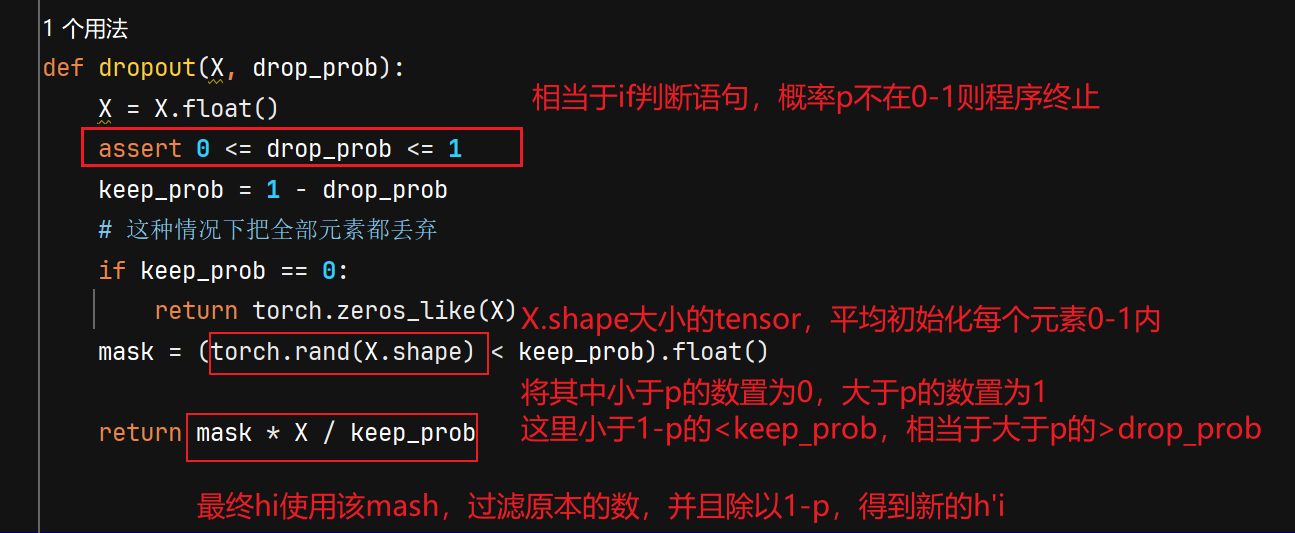 1 个用法
def dropout(X, drop_prob):
相当于if判断语句，概率p不在0-1则程序终止
X = X.float()
assert 0 <= drop_prob <= 1
keep_prob = 1 - drop_prob
# 这种情况下把全部元素都丢弃
if keep_prob == 0:
return torch.zeros_like(X)
X.shape大小的tensor，平均初始化每个元素0-1内
mask = (torch.rand(X.shape) < keep_prob).float()
将其中小于p的数置为0，大于p的数置为1
这里小于1-p的<keep_prob，相当于大于p的>drop_prob
return mask * X / keep_prob
最终hi使用该mash，过滤原本的数，并且除以1-p，得到新的h'i